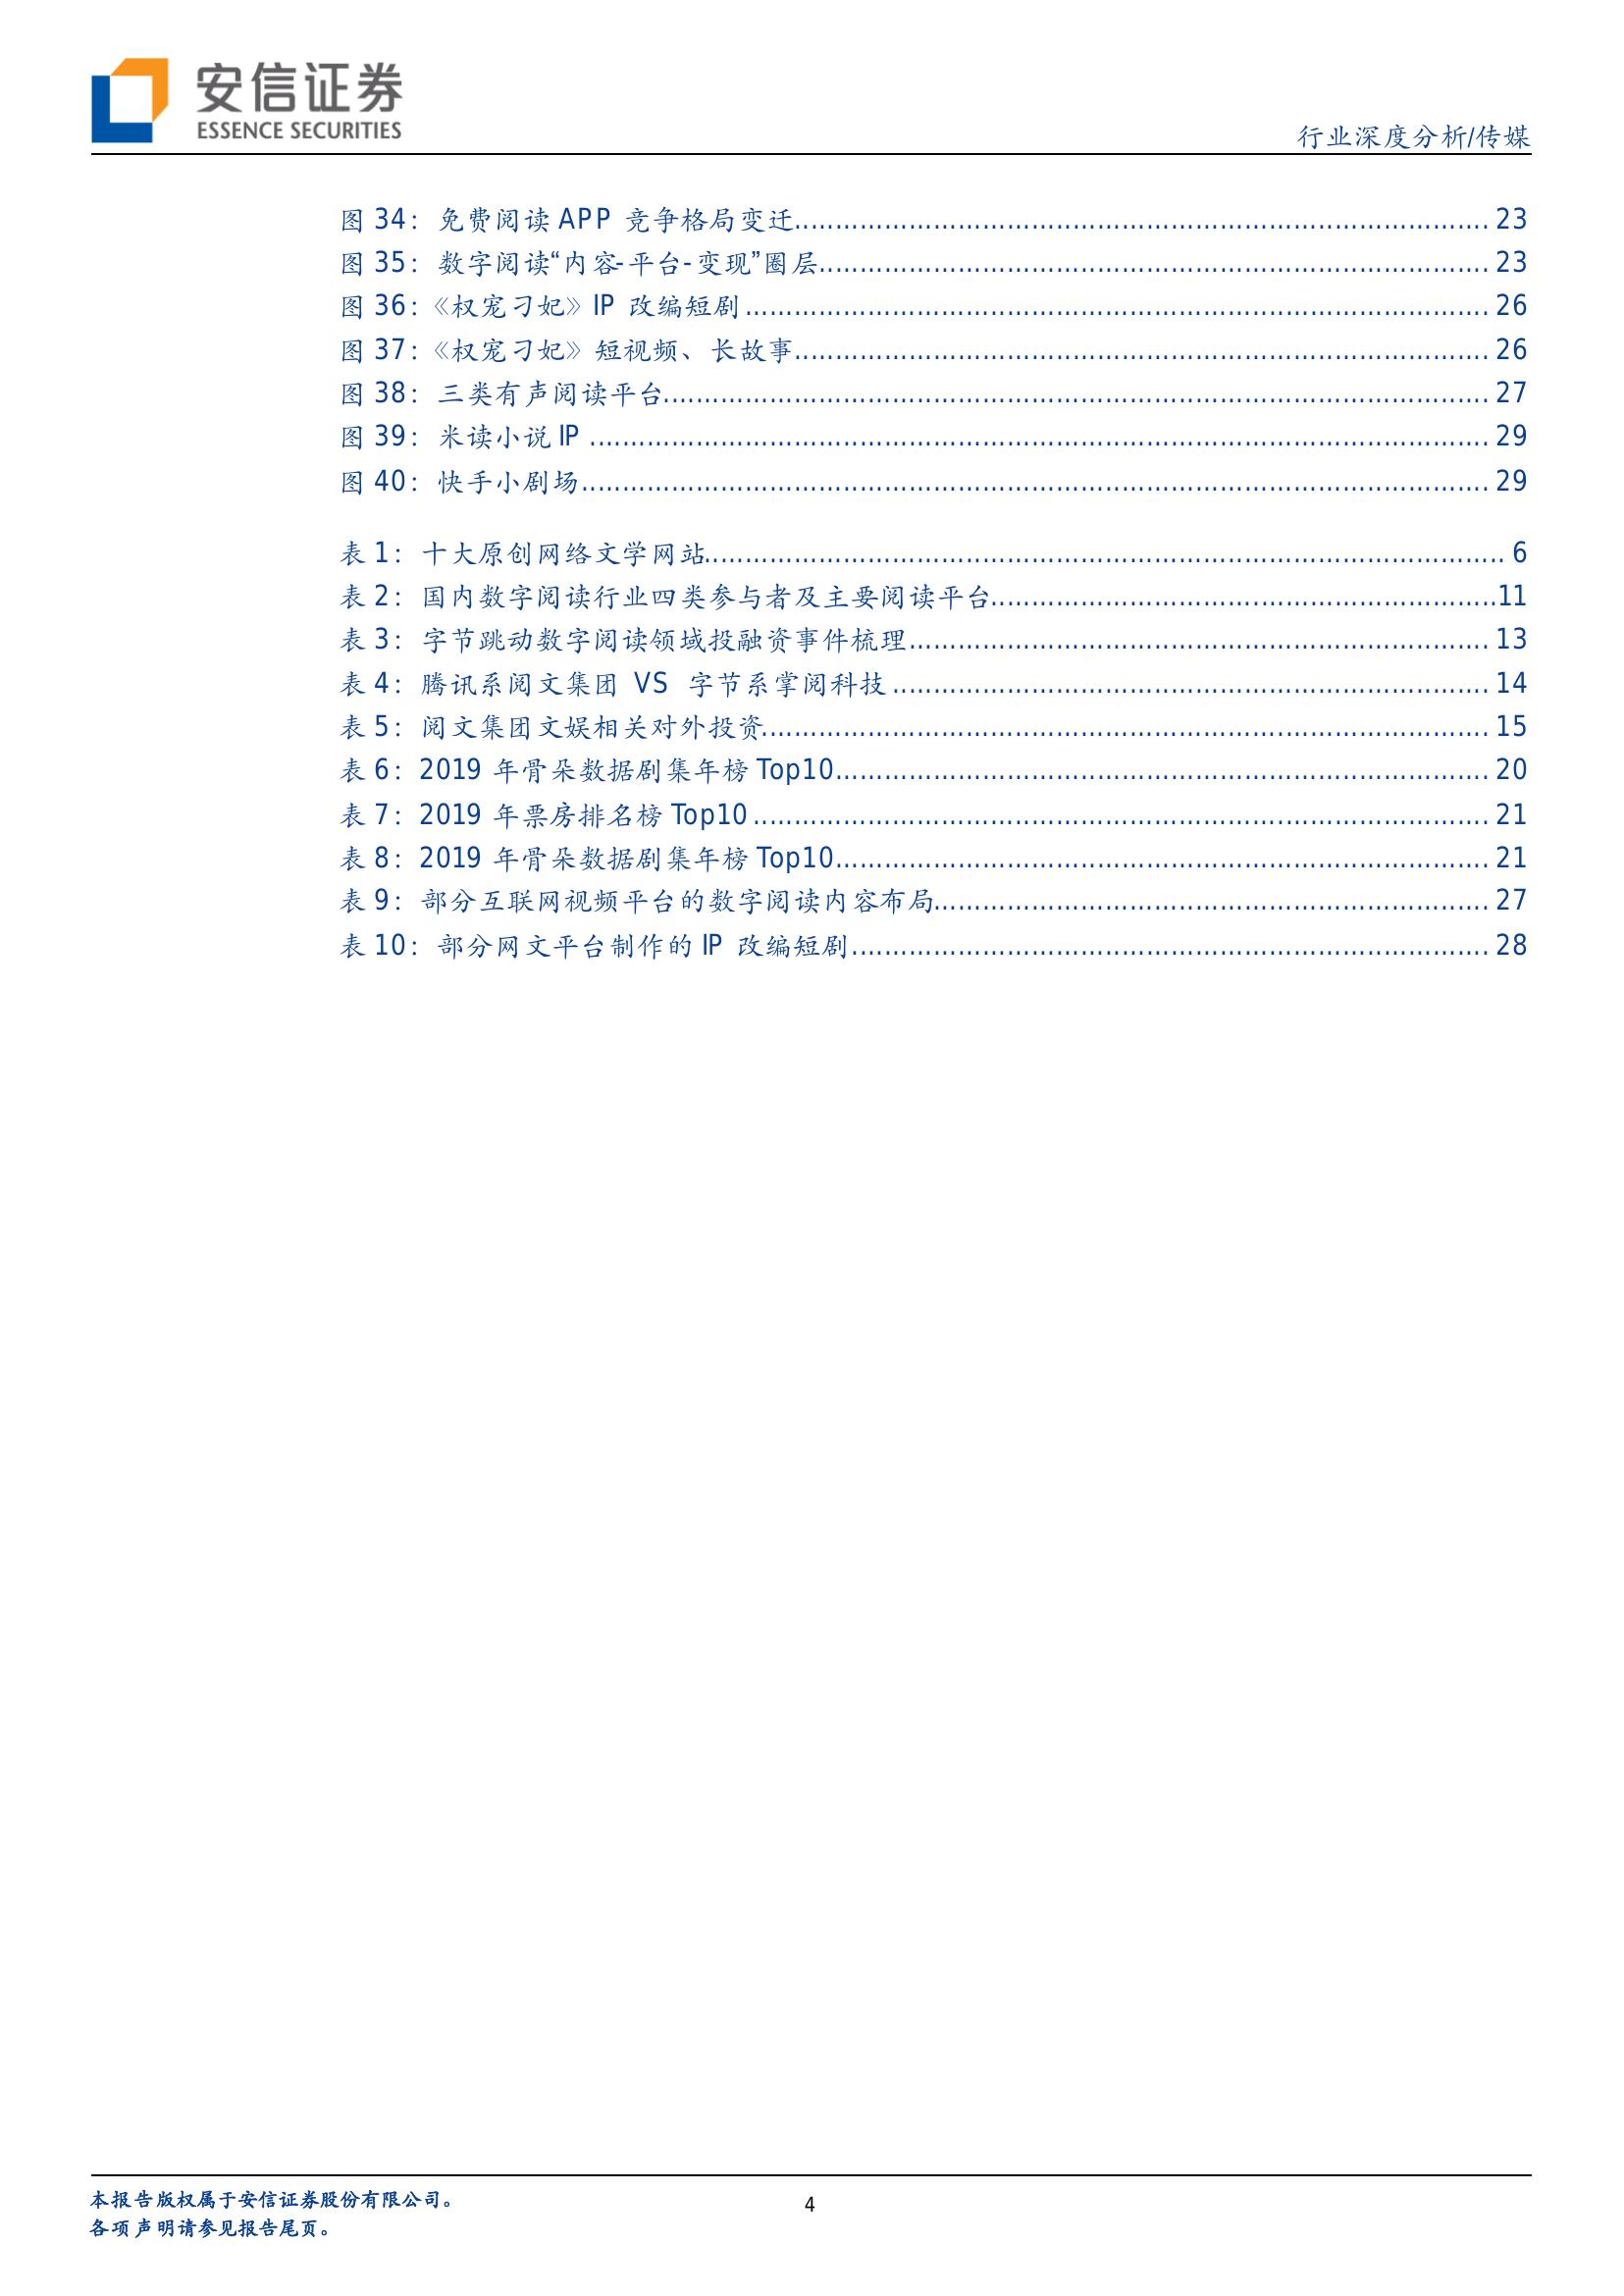 安信证券
ESSENCE SECURITIES
行业深度分析/传媒
图 34：免费阅读 APP 竞争格局变迁........................................................................................ 23
图 35：数字阅读“内容-平台-变现”圈层........................................................................................ 23
图 36：《权宠刁妃》IP 改编短剧........................................................................................ 26
图 37：《权宠刁妃》短视频、长故事........................................................................................ 26
图 38：三类有声阅读平台........................................................................................ 27
图 39：米读小说 IP........................................................................................ 29
图 40：快手小剧场........................................................................................ 29
表 1：十大原创网络文学网站........................................................................................ 6
表 2：国内数字阅读行业四类参与者及主要阅读平台........................................................................................11
表 3：字节跳动数字阅读领域投融资事件梳理........................................................................................ 13
表 4：腾讯系阅文集团 VS 字节系掌阅科技........................................................................................ 14
表 5：阅文集团文娱相关对外投资........................................................................................ 15
表 6：2019 年骨朵数据剧集年榜 Top10........................................................................................ 20
表 7：2019 年票房排名榜 Top10........................................................................................ 21
表 8：2019 年骨朵数据剧集年榜 Top10........................................................................................ 21
表 9：部分互联网视频平台的数字阅读内容布局........................................................................................ 27
表 10：部分网文平台制作的 IP 改编短剧........................................................................................ 28
本报告版权属于安信证券股份有限公司。
各项声明请参见报告尾页。
4